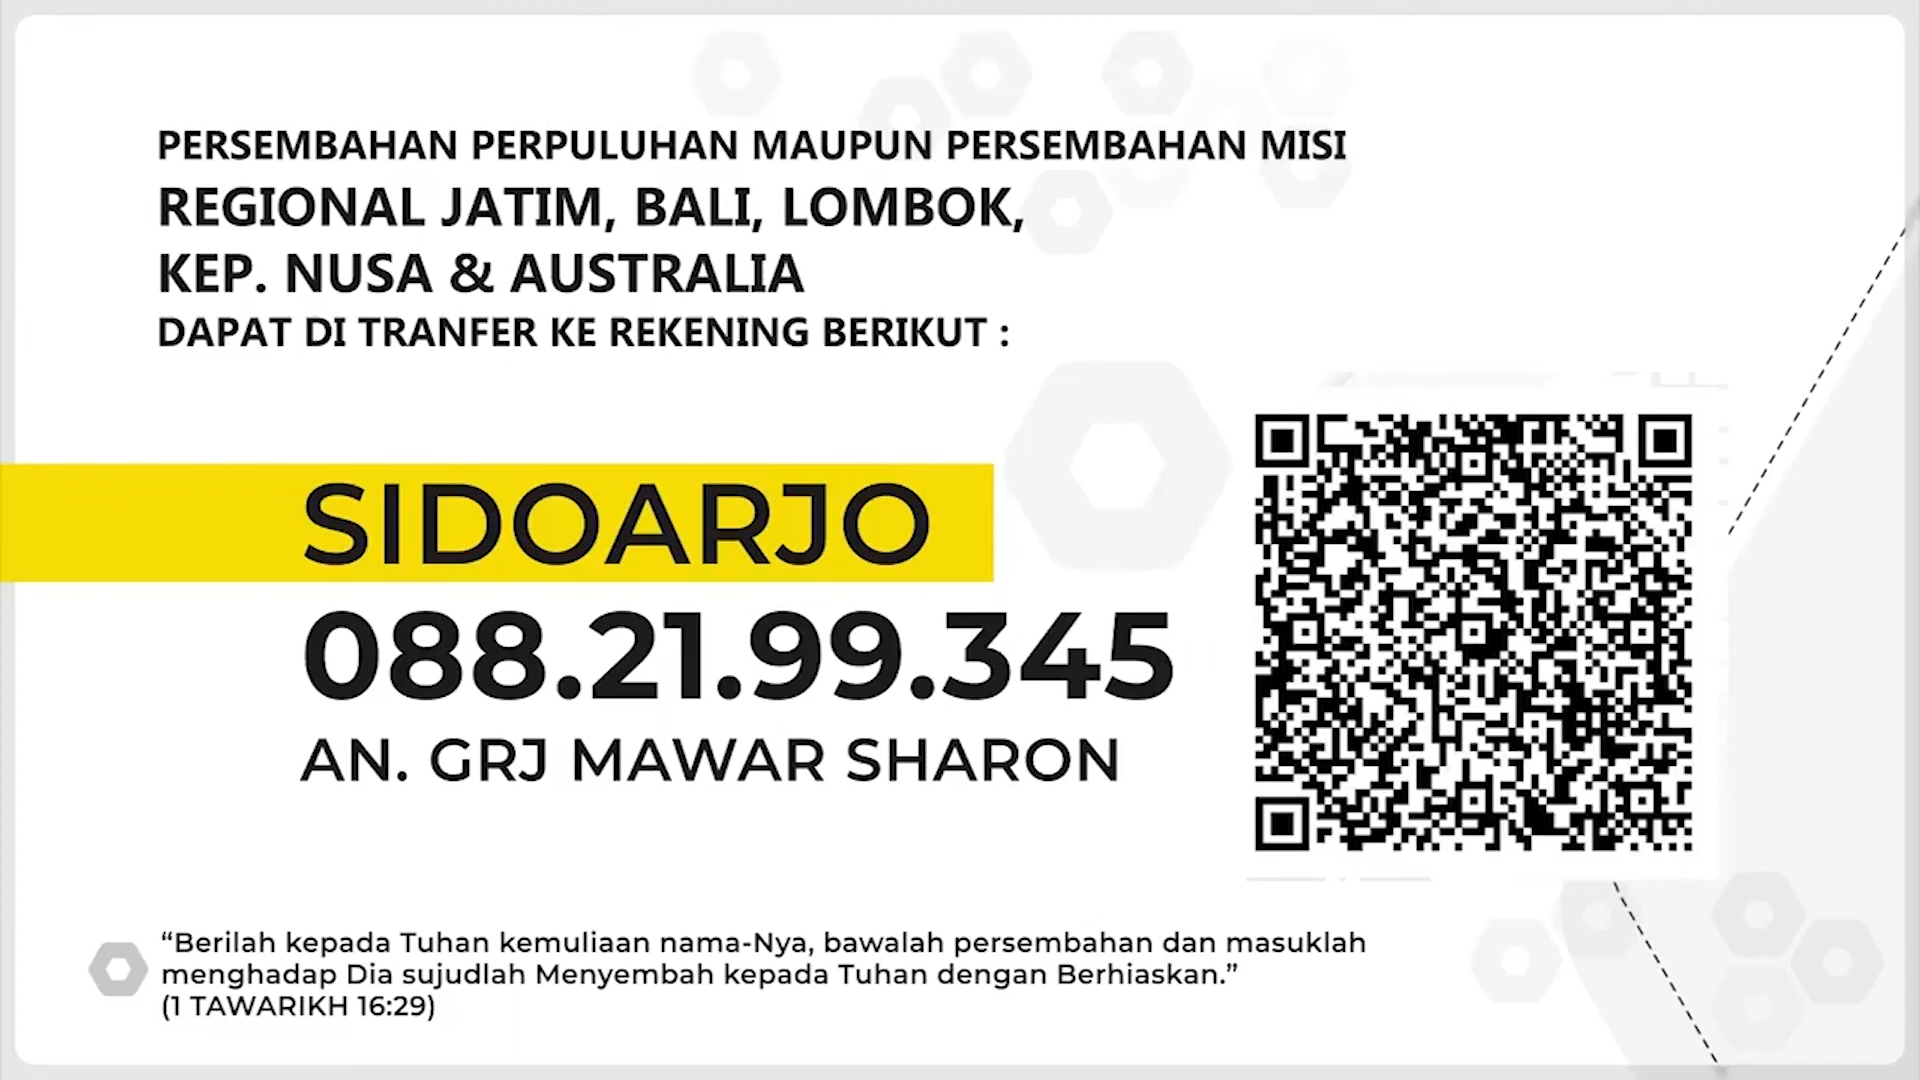 PERSEMBAHAN PERPULUHAN MAUPUN PERSEMBAHAN MISI
REGIONAL JATIM, BALI, LOMBOK,
KEP. NUSA & AUSTRALIA
DAPAT DI TRANFER KE REKENING BERIKUT :
SIDOARJO
088.21.99.345
AN. GRJ MAWAR SHARON
“Berilah kepada Tuhan kemuliaan nama-Nya, bawalah persembahan dan masuklah
menghadap Dia sujudlah Menyembah kepada Tuhan dengan Berhiaskan.”
(1 TAWARIKH 16:29)